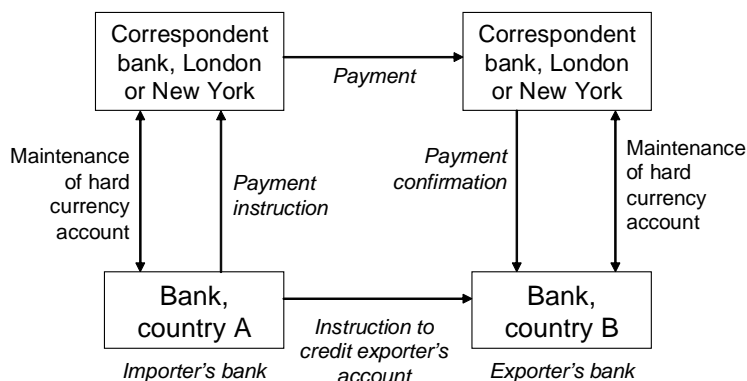 Correspondent
bank, London
or New York
Payment
Correspondent
bank, London
or New York
Maintenance
of hard
currency
account
Payment
instruction
Payment
confirmation
Maintenance
of hard
currency
account
Bank,
country A
Instruction to
credit exporter's
account
Bank,
country B
Importer's bank
Exporter's bank